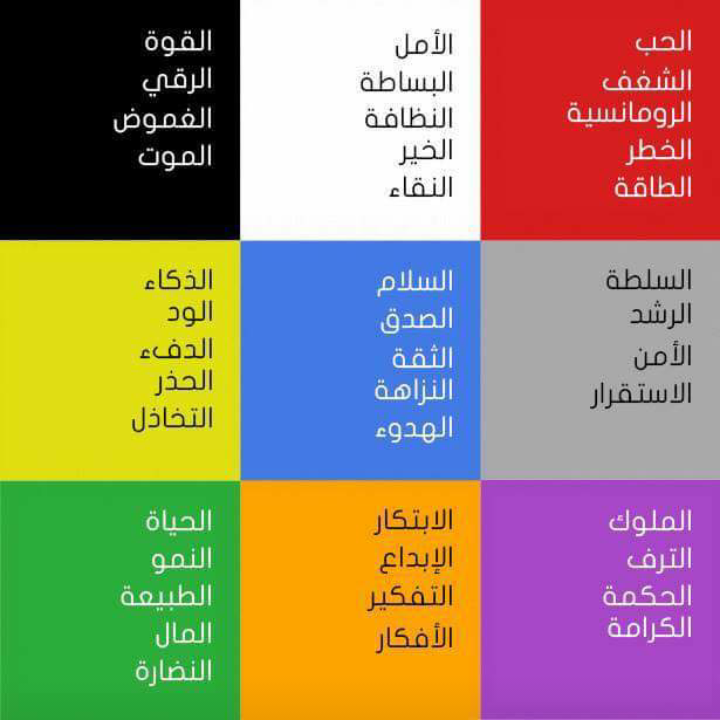 الحب
الشغف
الرومانسية
الخطر
الطاقة
الأمل
البساطة
النظافة
الخير
النقاء
القوة
الرقي
الغموض
الموت
السلطة
الرشد
الأمن
الاستقرار
السلام
الصدق
الثقة
النزاهة
الهدوء
الذكاء
الود
الدفء
الحذر
التخاذل
الملوك
الترف
الحكمة
الكرامة
الابتكار
الإبداع
التفكير
الأفكار
الحياة
النمو
الطبيعة
المال
النضارة